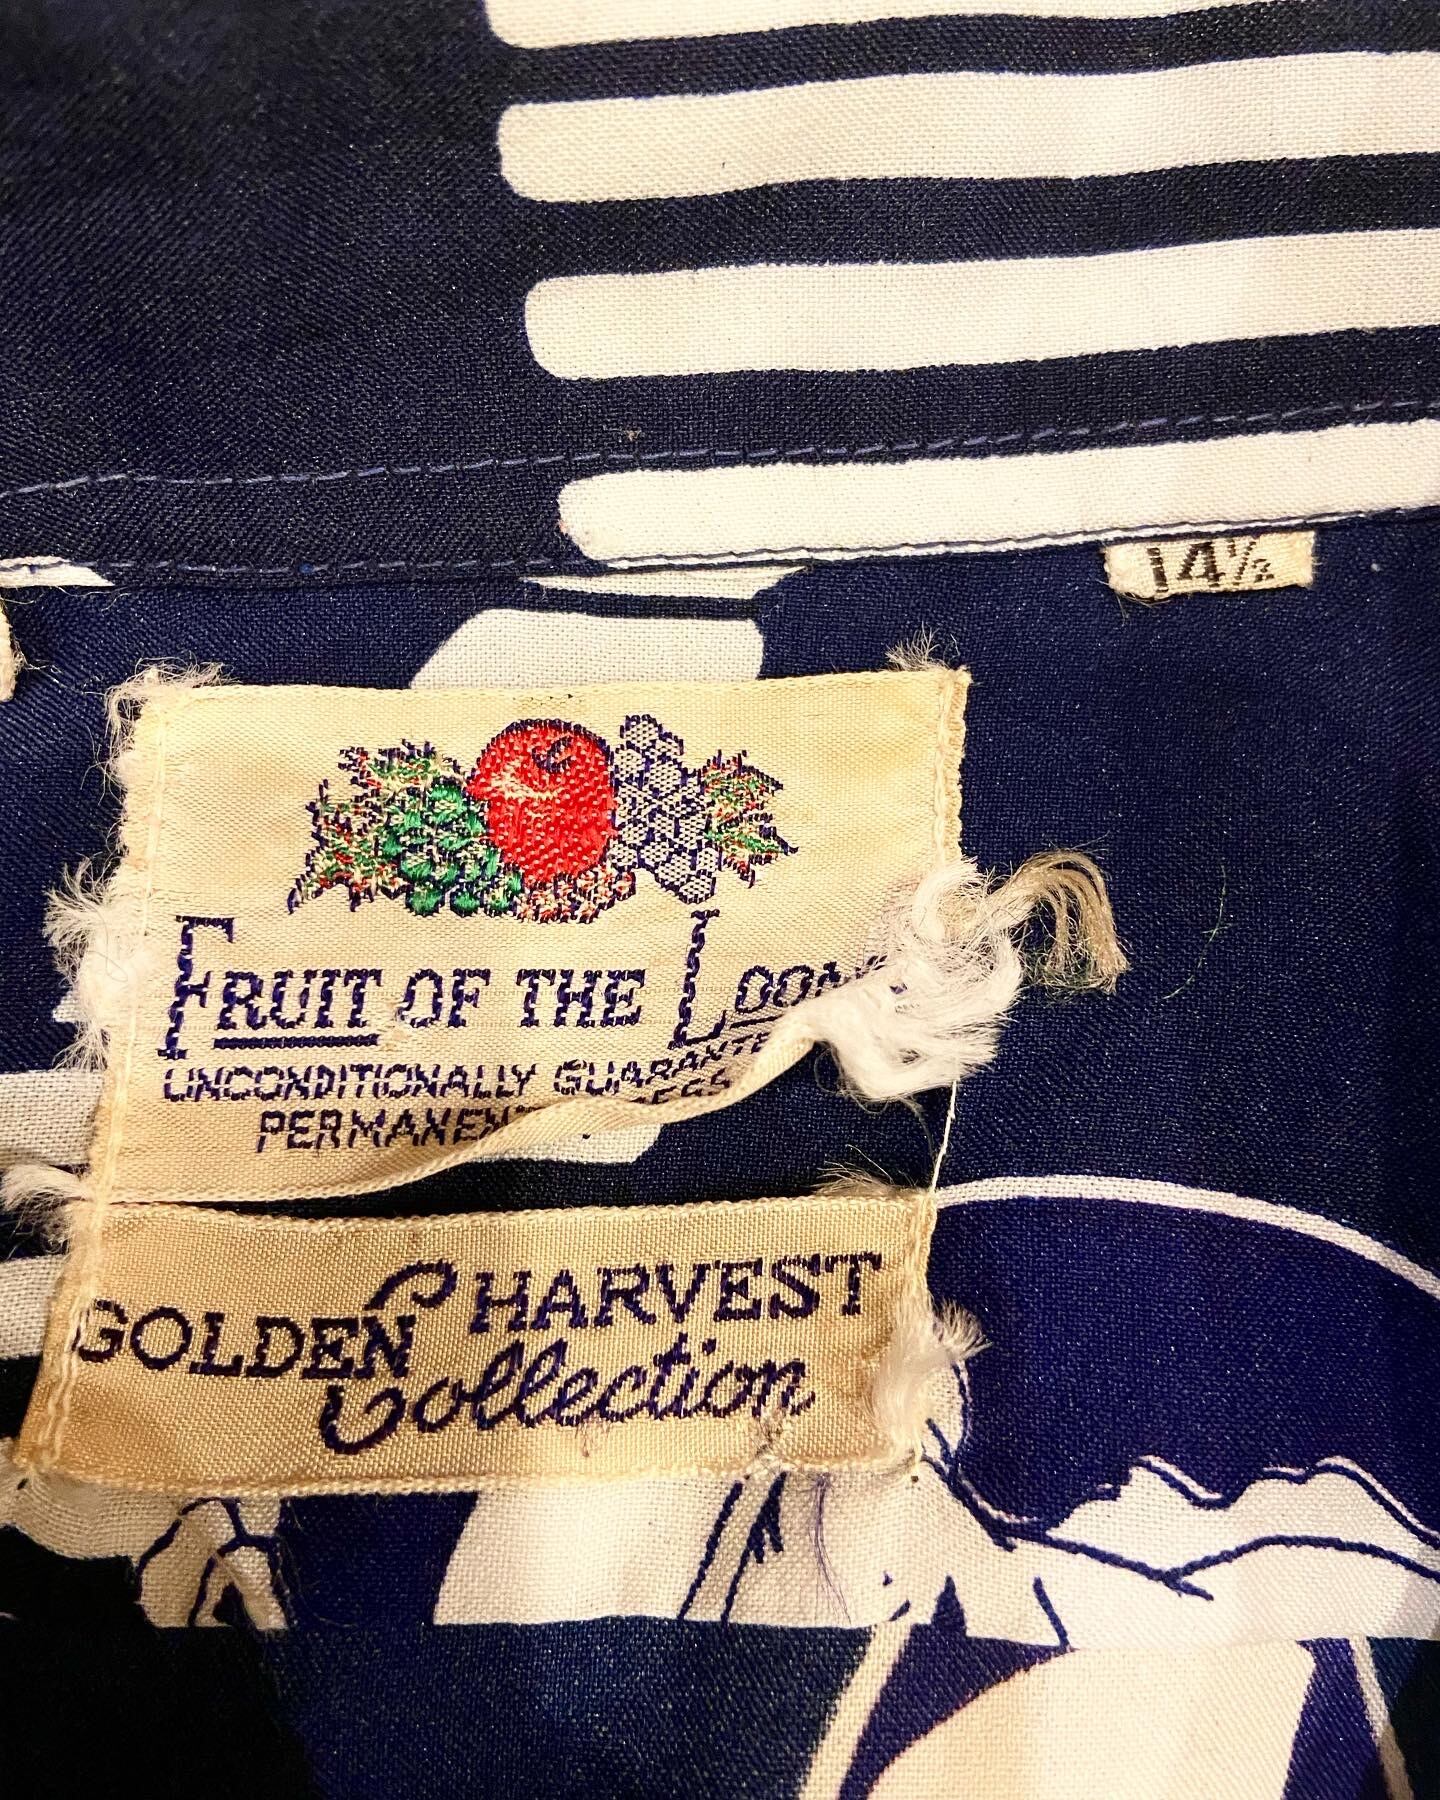 14½
FRUIT OF THE LOOM
UNCONDITIONALLY
PERMANENT
GOLDEN HARVEST
Collection